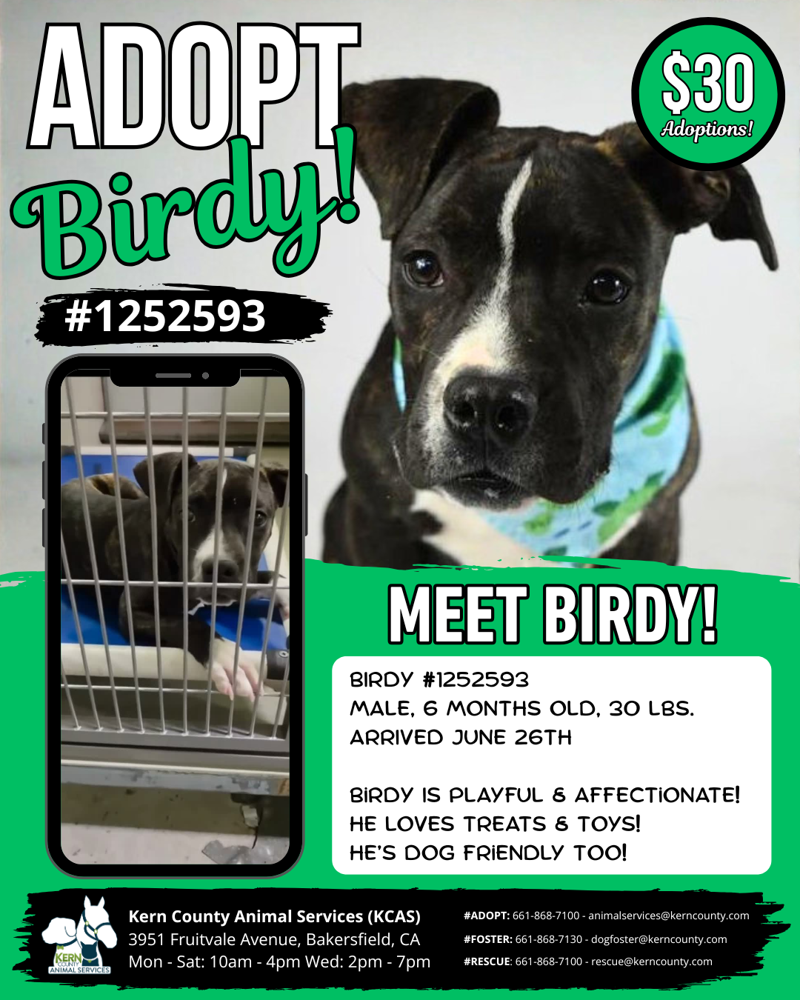 ADOPT
Birdy!
$30
Adoptions!
#1252593
MEET BIRDY!
BIRDY #1252593
MALE, 6 MONTHS OLD, 30 LBS.
ARRIVED JUNE 26TH
BIRDY IS PLAYFUL & AFFECTIONATE!
HE LOVES TREATS & TOYS!
HE'S DOG FRIENDLY TOO!
KERN
COUNTY
ANIMAL SERVICES
Kern County Animal Services (KCAS)
3951 Fruitvale Avenue, Bakersfield, CA
Mon - Sat: 10am - 4pm Wed: 2pm - 7pm
#ADOPT: 661-868-7100 - animalservices@kerncounty.com
#FOSTER: 661-868-7130 - dogfoster@kerncounty.com
#RESCUE: 661-868-7100 - rescue@kerncounty.com